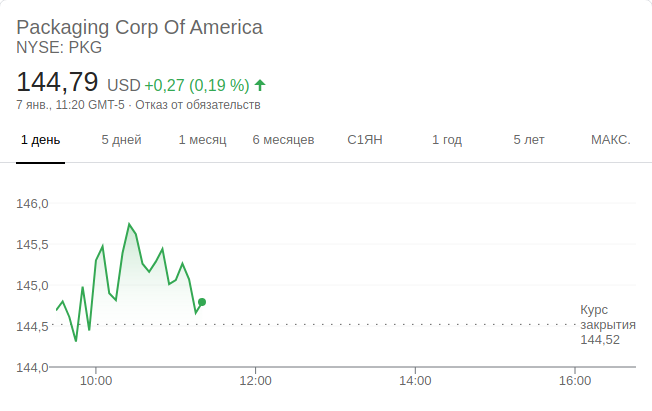 Packaging Corp Of America
NYSE: PKG
144,79 USD +0,27 (0,19 %)
7 янв., 11:20 GMT-5 · Отказ от обязательств
1 день 5 дней 1 месяц 6 месяцев С1ЯН 1 год 5 лет МАКС.
146,0
145,5
145,0
144,5
144,0
Курс
закрытия
144,52
10:00 12:00 14:00 16:00